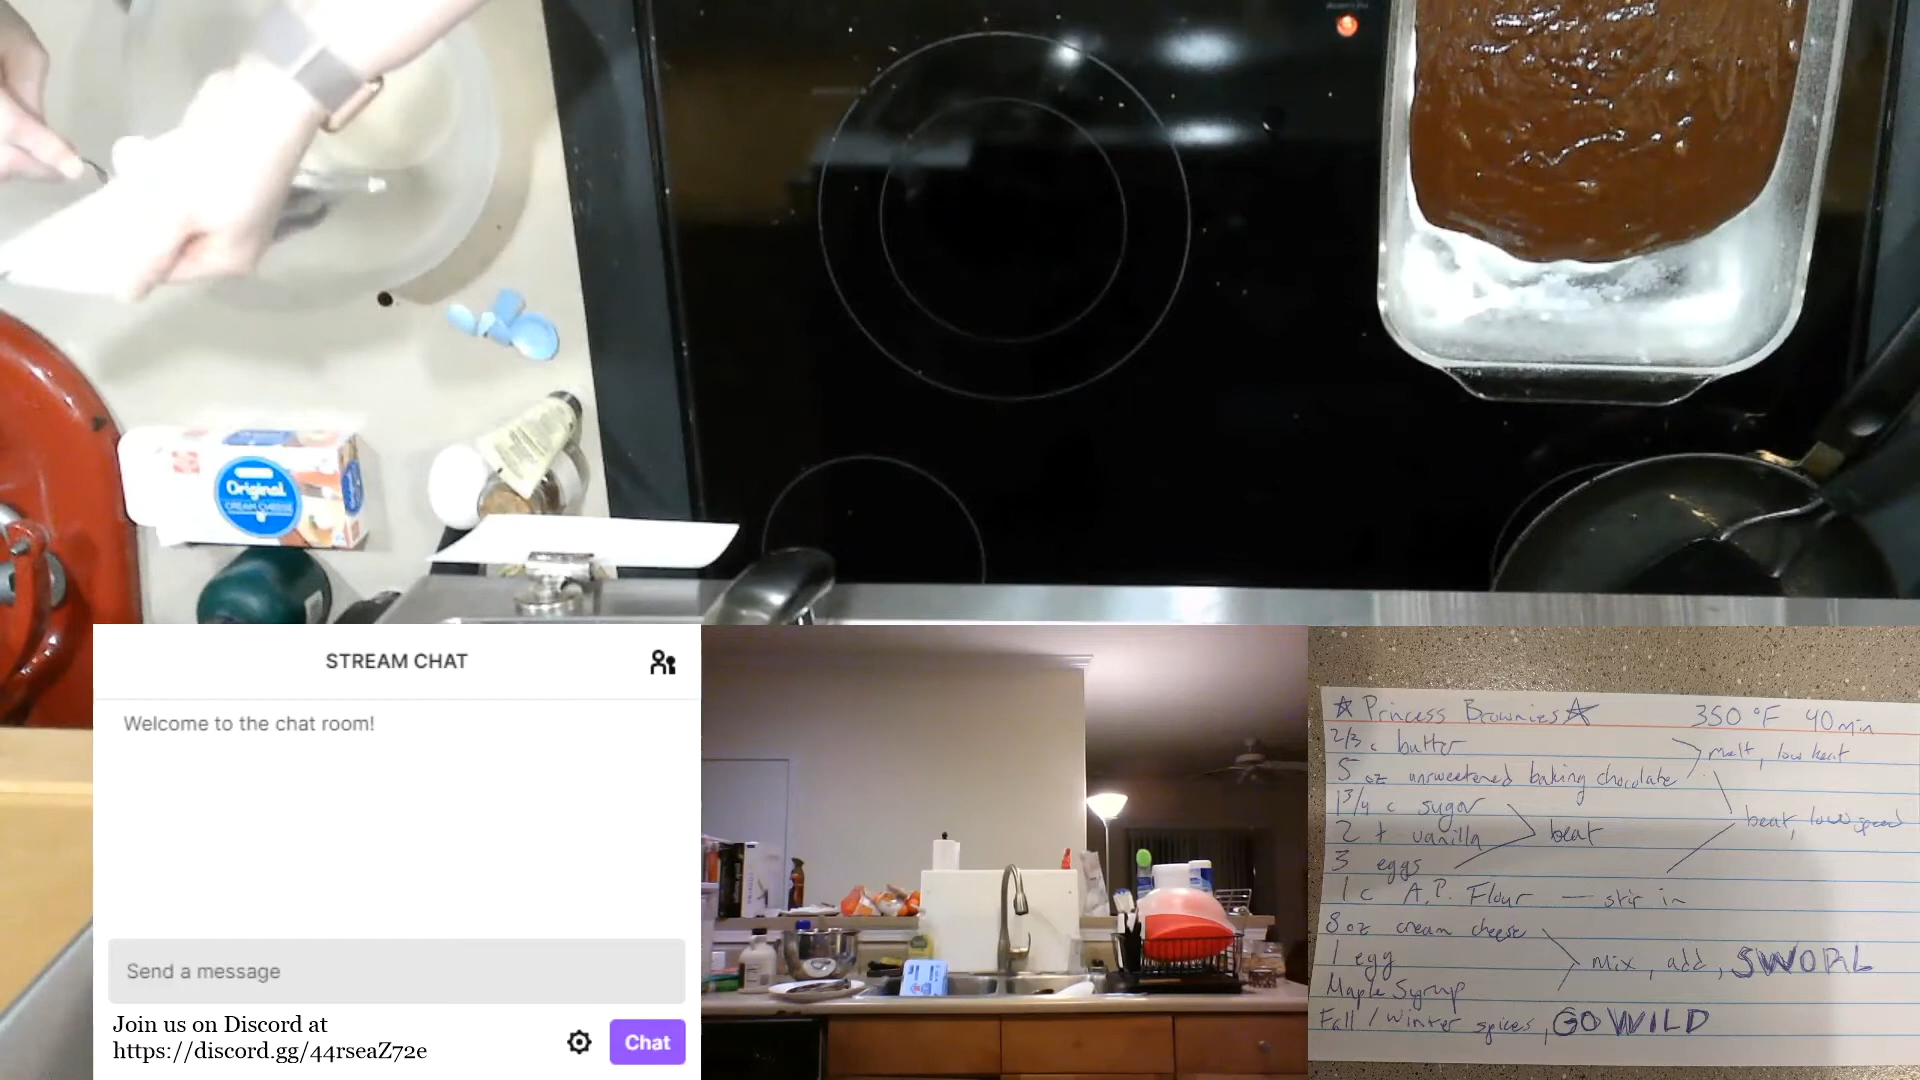 Original
CREAM CHEESE
STREAM CHAT
Welcome to the chat room!
Send a message
Join us on Discord at
https://discord.gg/44rseaZ72e
Chat
☆ Princess Brownies ☆ 350 °F 40 min
2/3 c butter
melt, low heat
5 oz unsweetened baking chocolate
1 3/4 c sugar
beat, low speed
2 t vanilla
beat
3 eggs
1 c A.P. Flour — stir in
8 oz cream cheese
1 egg
mix, add, SWORL
Maple Syrup
Fall / Winter spices, GO WILD